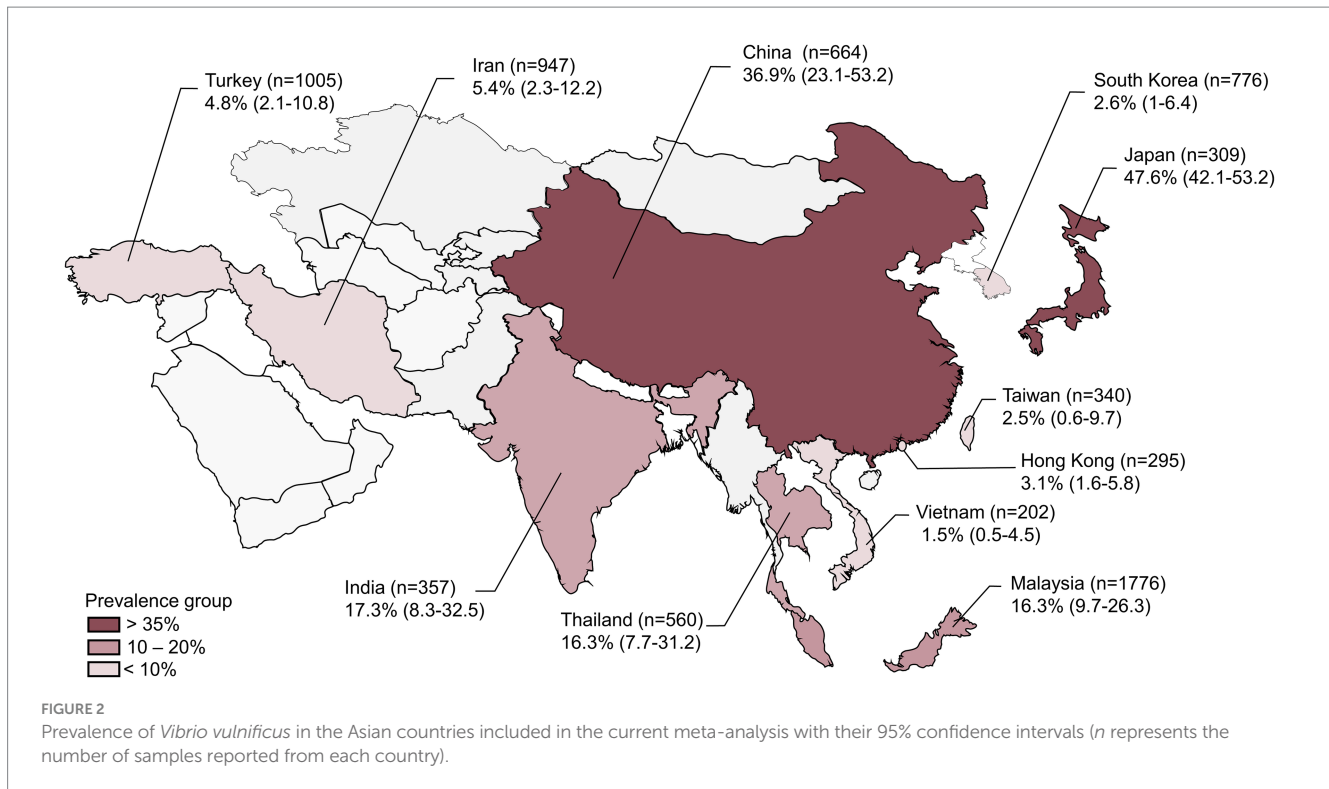 Turkey (n=1005)
4.8% (2.1-10.8)
Iran (n=947)
5.4% (2.3-12.2)
China (n=664)
36.9% (23.1-53.2)
South Korea (n=776)
2.6% (1-6.4)
Japan (n=309)
47.6% (42.1-53.2)
Taiwan (n=340)
2.5% (0.6-9.7)
Hong Kong (n=295)
3.1% (1.6-5.8)
Vietnam (n=202)
1.5% (0.5-4.5)
Malaysia (n=1776)
16.3% (9.7-26.3)
India (n=357)
17.3% (8.3-32.5)
Thailand (n=560)
16.3% (7.7-31.2)
Prevalence group
> 35%
10 – 20%
< 10%
FIGURE 2
Prevalence of Vibrio vulnificus in the Asian countries included in the current meta-analysis with their 95% confidence intervals (n represents the
number of samples reported from each country).